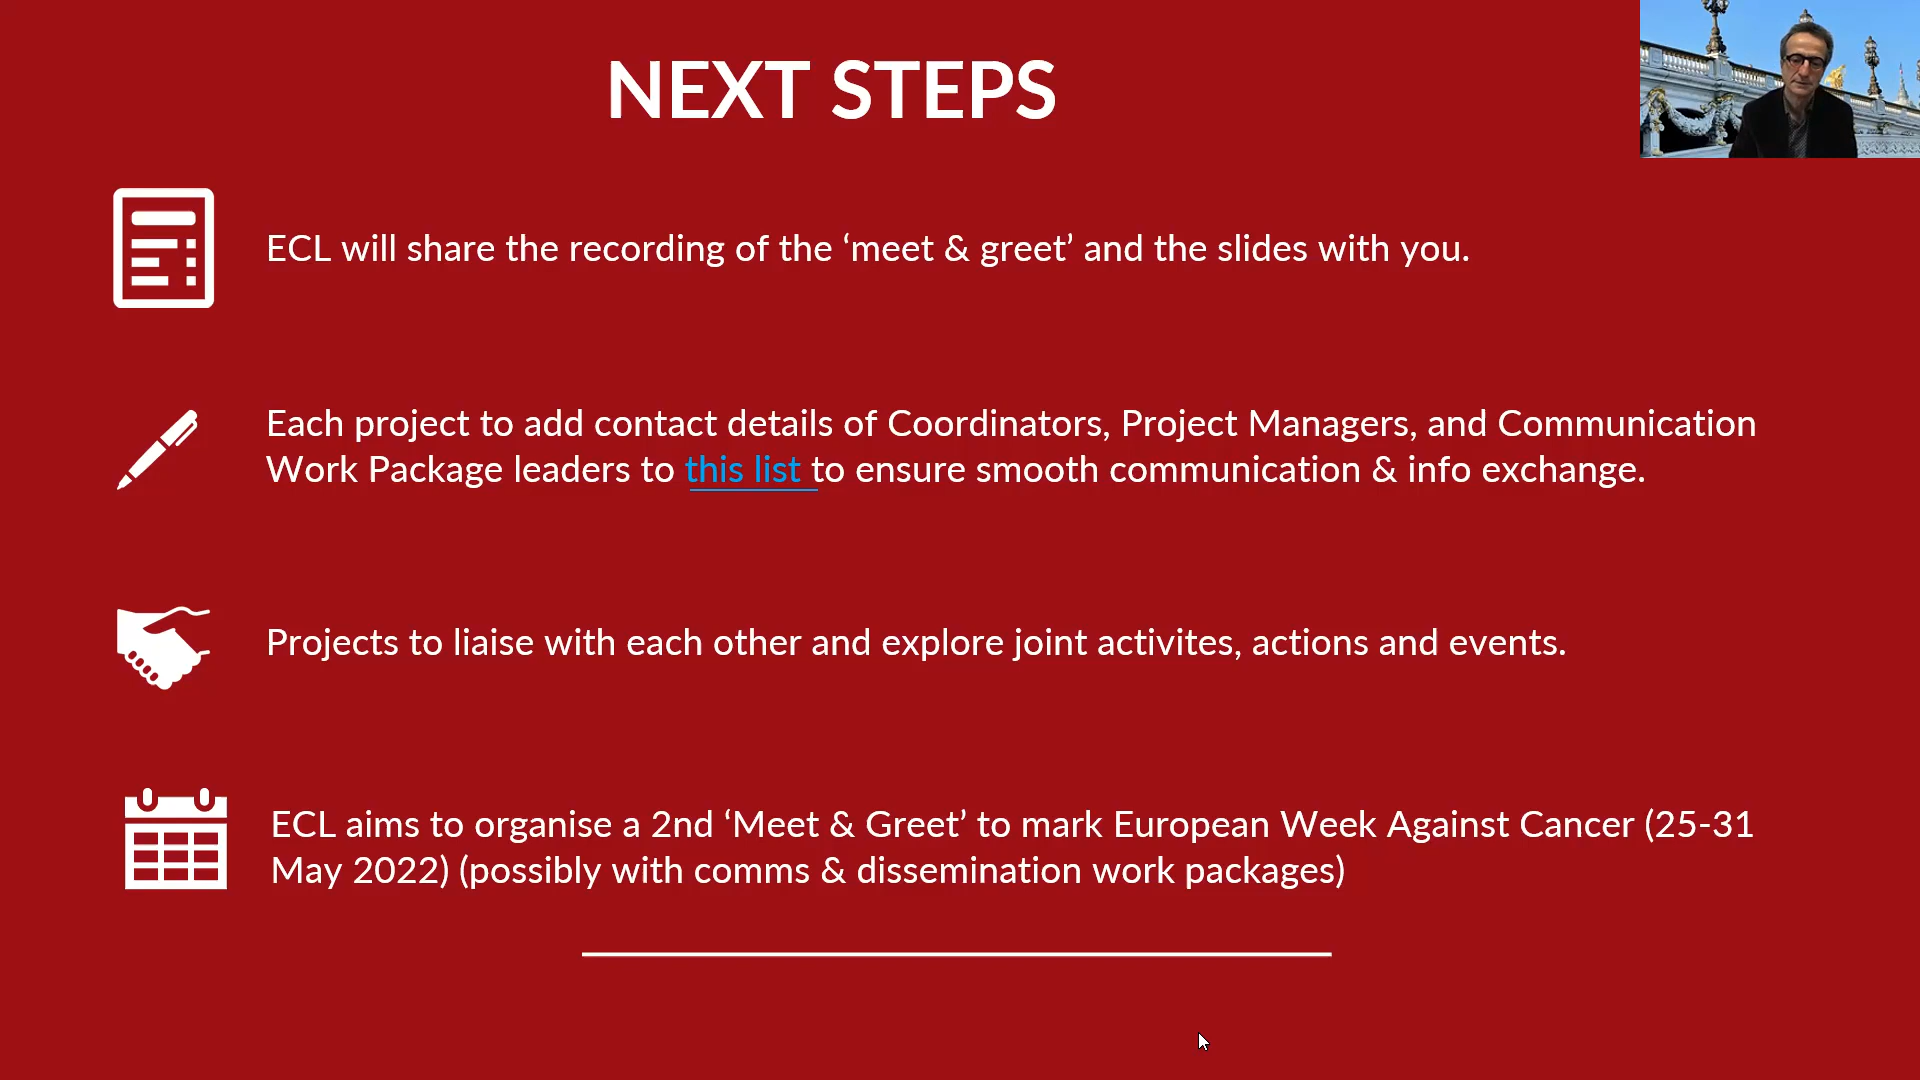 NEXT STEPS
ECL will share the recording of the ‘meet & greet’ and the slides with you.
Each project to add contact details of Coordinators, Project Managers, and Communication
Work Package leaders to this list to ensure smooth communication & info exchange.
Projects to liaise with each other and explore joint activites, actions and events.
ECL aims to organise a 2nd ‘Meet & Greet’ to mark European Week Against Cancer (25-31
May 2022) (possibly with comms & dissemination work packages)